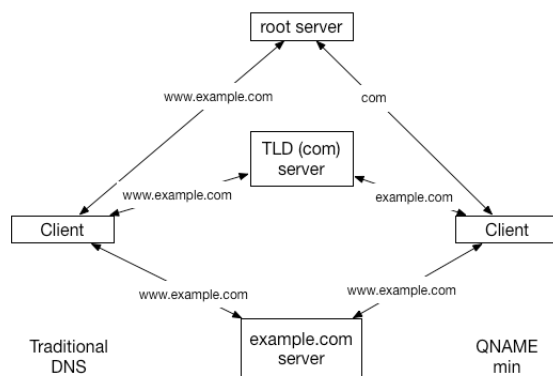 root server
www.example.com
com
TLD (com)
server
www.example.com
example.com
Client
Client
www.example.com
www.example.com
example.com
server
Traditional
DNS
QNAME
min